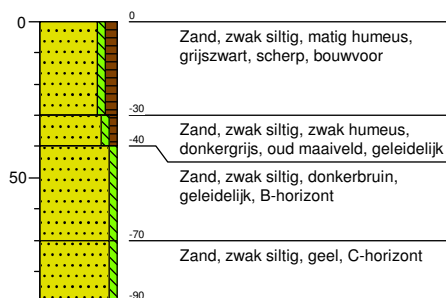 0
0
Zand, zwak siltig, matig humeus,
grijszwart, scherp, bouwvoor
-30
Zand, zwak siltig, zwak humeus,
donkergrijs, oud maaiveld, geleidelijk
-40
50
Zand, zwak siltig, donkerbruin,
geleidelijk, B-horizont
-70
Zand, zwak siltig, geel, C-horizont
-90